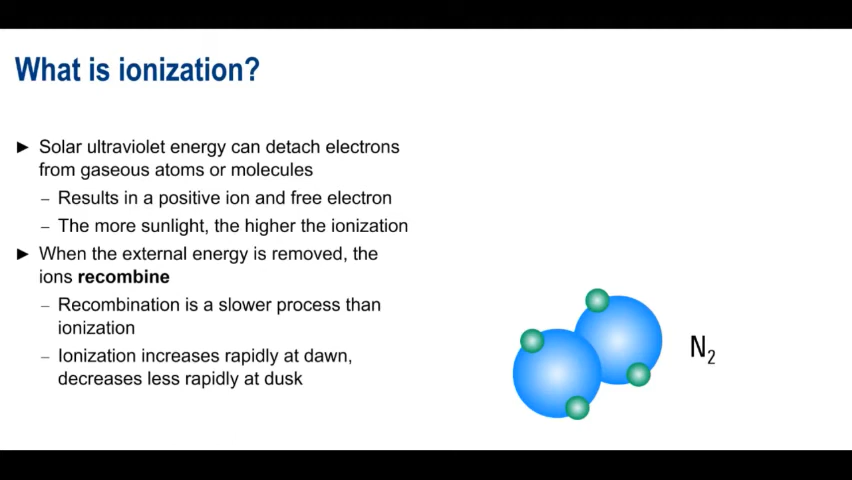 What is ionization?
► Solar ultraviolet energy can detach electrons
from gaseous atoms or molecules
– Results in a positive ion and free electron
– The more sunlight, the higher the ionization
► When the external energy is removed, the
ions recombine
– Recombination is a slower process than
ionization
– Ionization increases rapidly at dawn,
decreases less rapidly at dusk
N₂